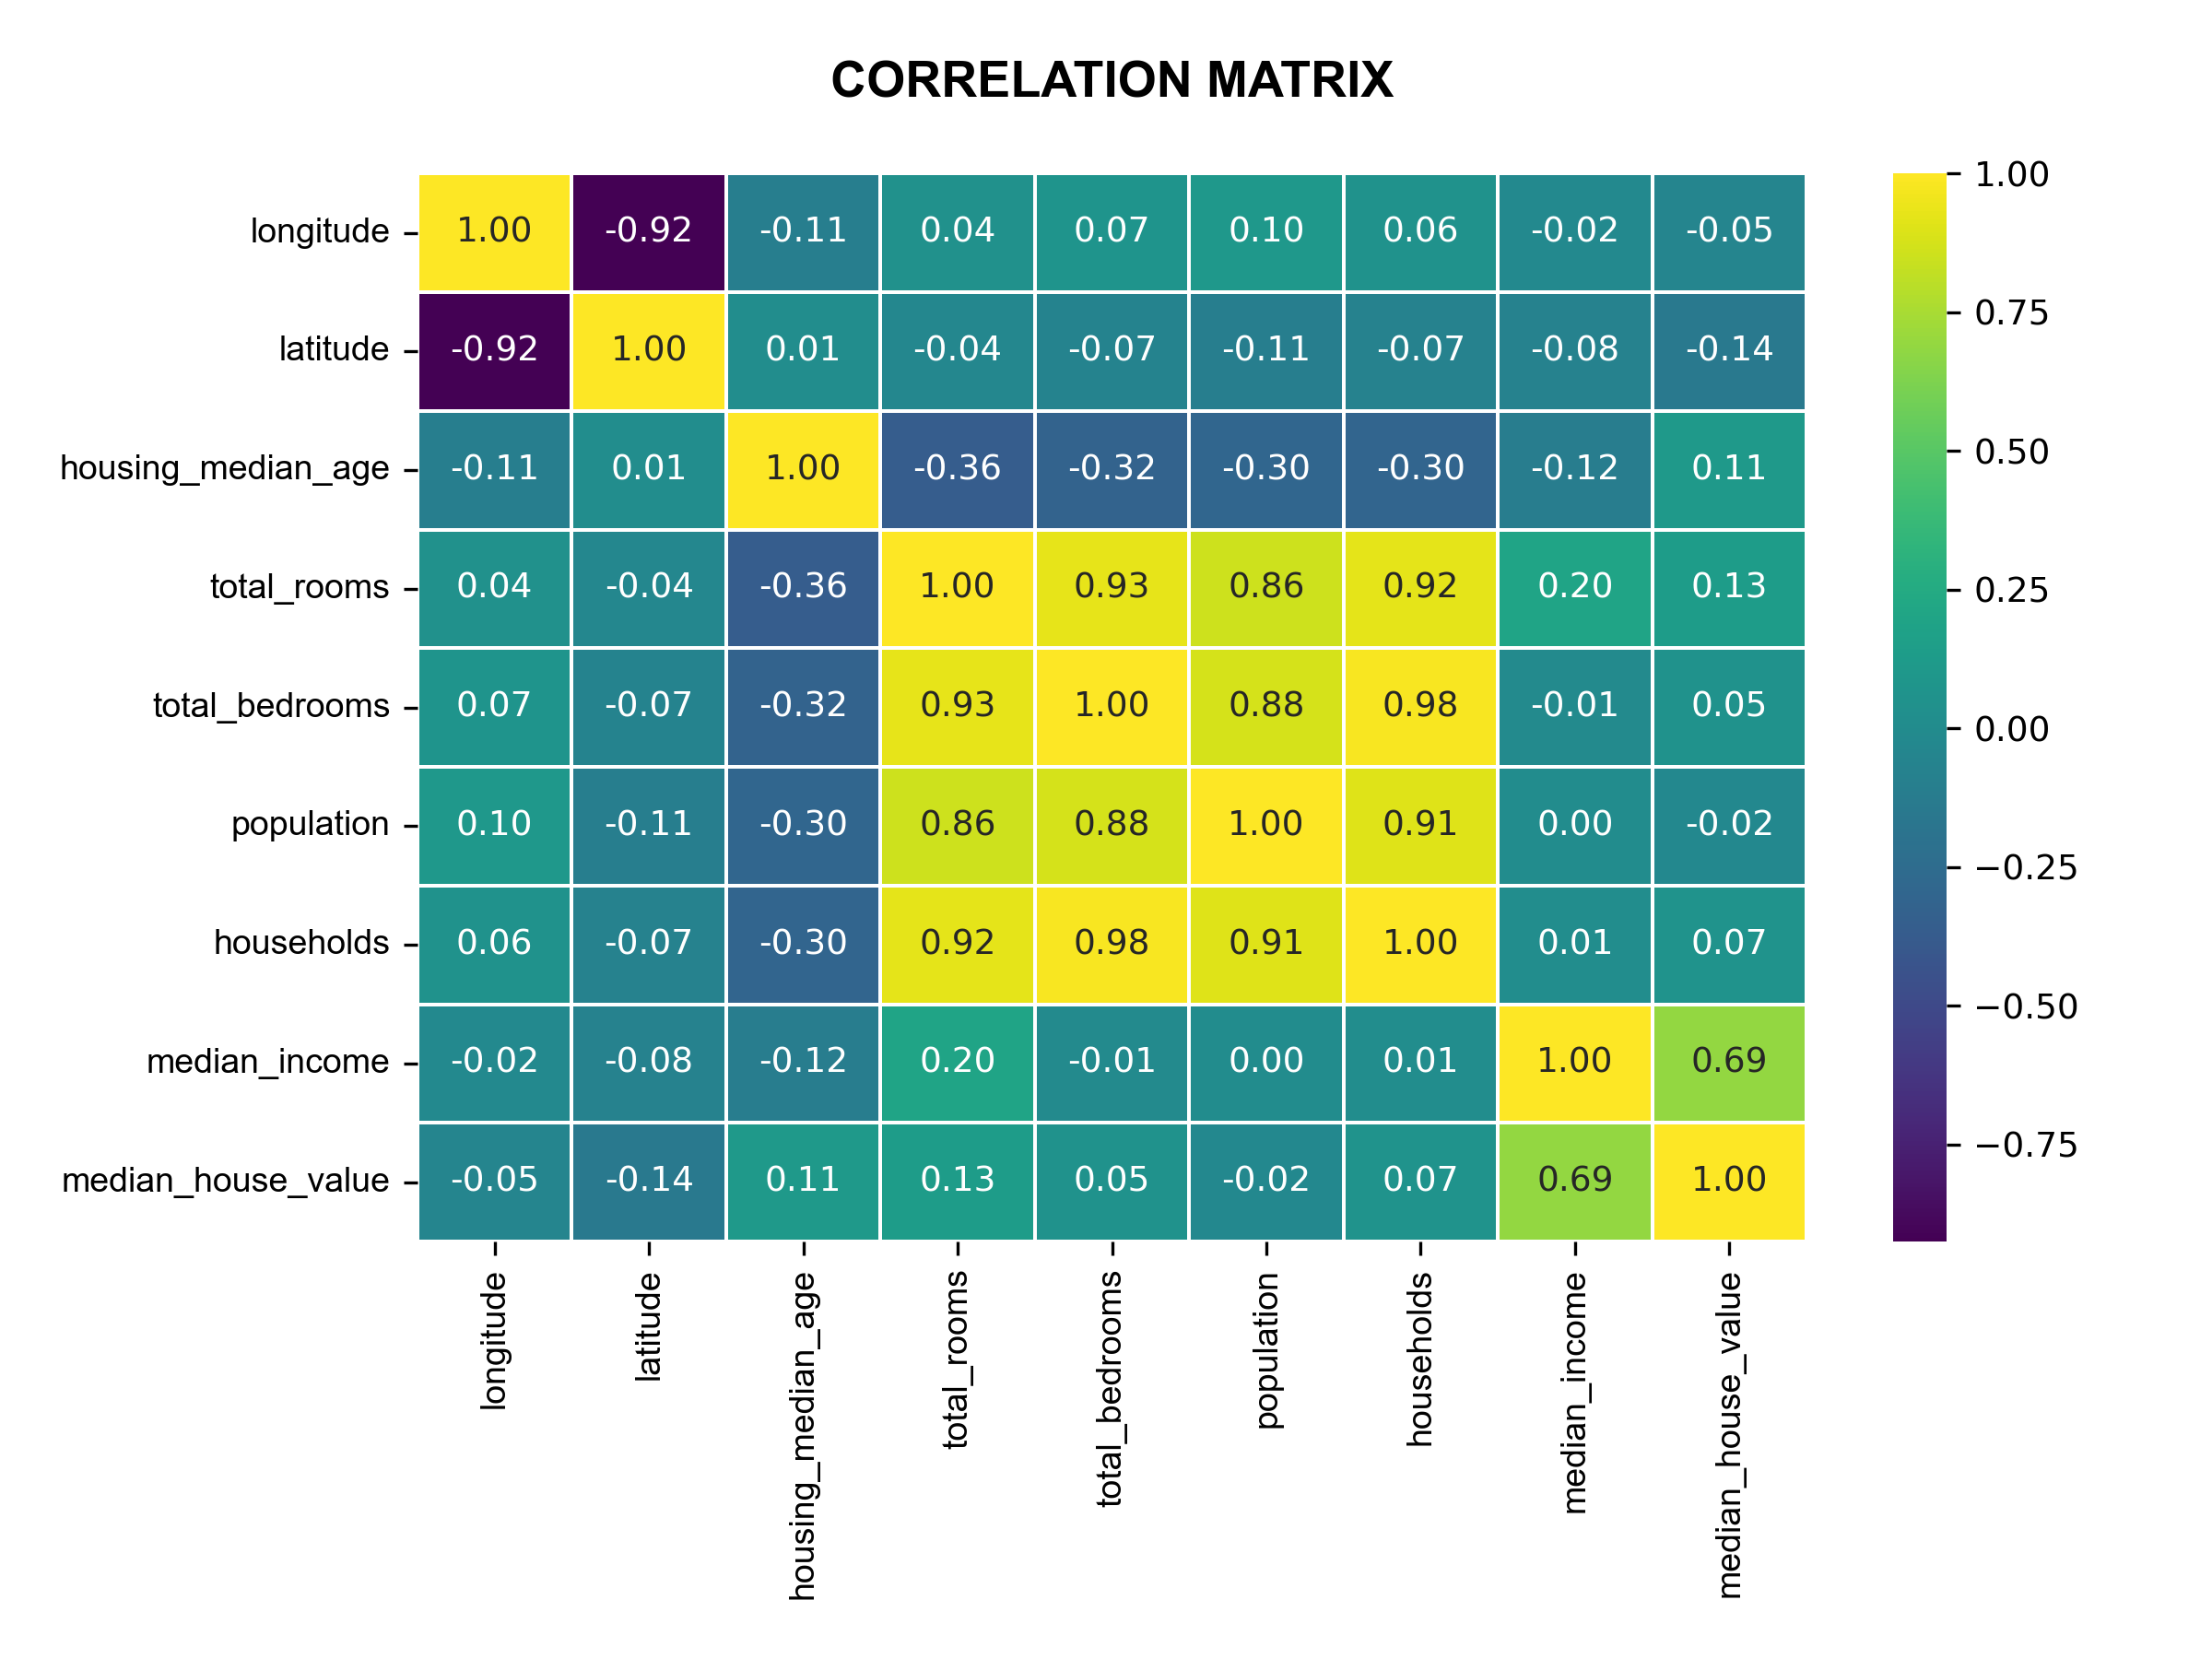 CORRELATION MATRIX
longitude 1.00 -0.92 -0.11 0.04 0.07 0.10 0.06 -0.02 -0.05
latitude -0.92 1.00 0.01 -0.04 -0.07 -0.11 -0.07 -0.08 -0.14
housing_median_age -0.11 0.01 1.00 -0.36 -0.32 -0.30 -0.30 -0.12 0.11
total_rooms 0.04 -0.04 -0.36 1.00 0.93 0.86 0.92 0.20 0.13
total_bedrooms 0.07 -0.07 -0.32 0.93 1.00 0.88 0.98 -0.01 0.05
population 0.10 -0.11 -0.30 0.86 0.88 1.00 0.91 0.00 -0.02
households 0.06 -0.07 -0.30 0.92 0.98 0.91 1.00 0.01 0.07
median_income -0.02 -0.08 -0.12 0.20 -0.01 0.00 0.01 1.00 0.69
median_house_value -0.05 -0.14 0.11 0.13 0.05 -0.02 0.07 0.69 1.00
longitude
latitude
housing_median_age
total_rooms
total_bedrooms
population
households
median_income
median_house_value
1.00
0.75
0.50
0.25
0.00
−0.25
−0.50
−0.75